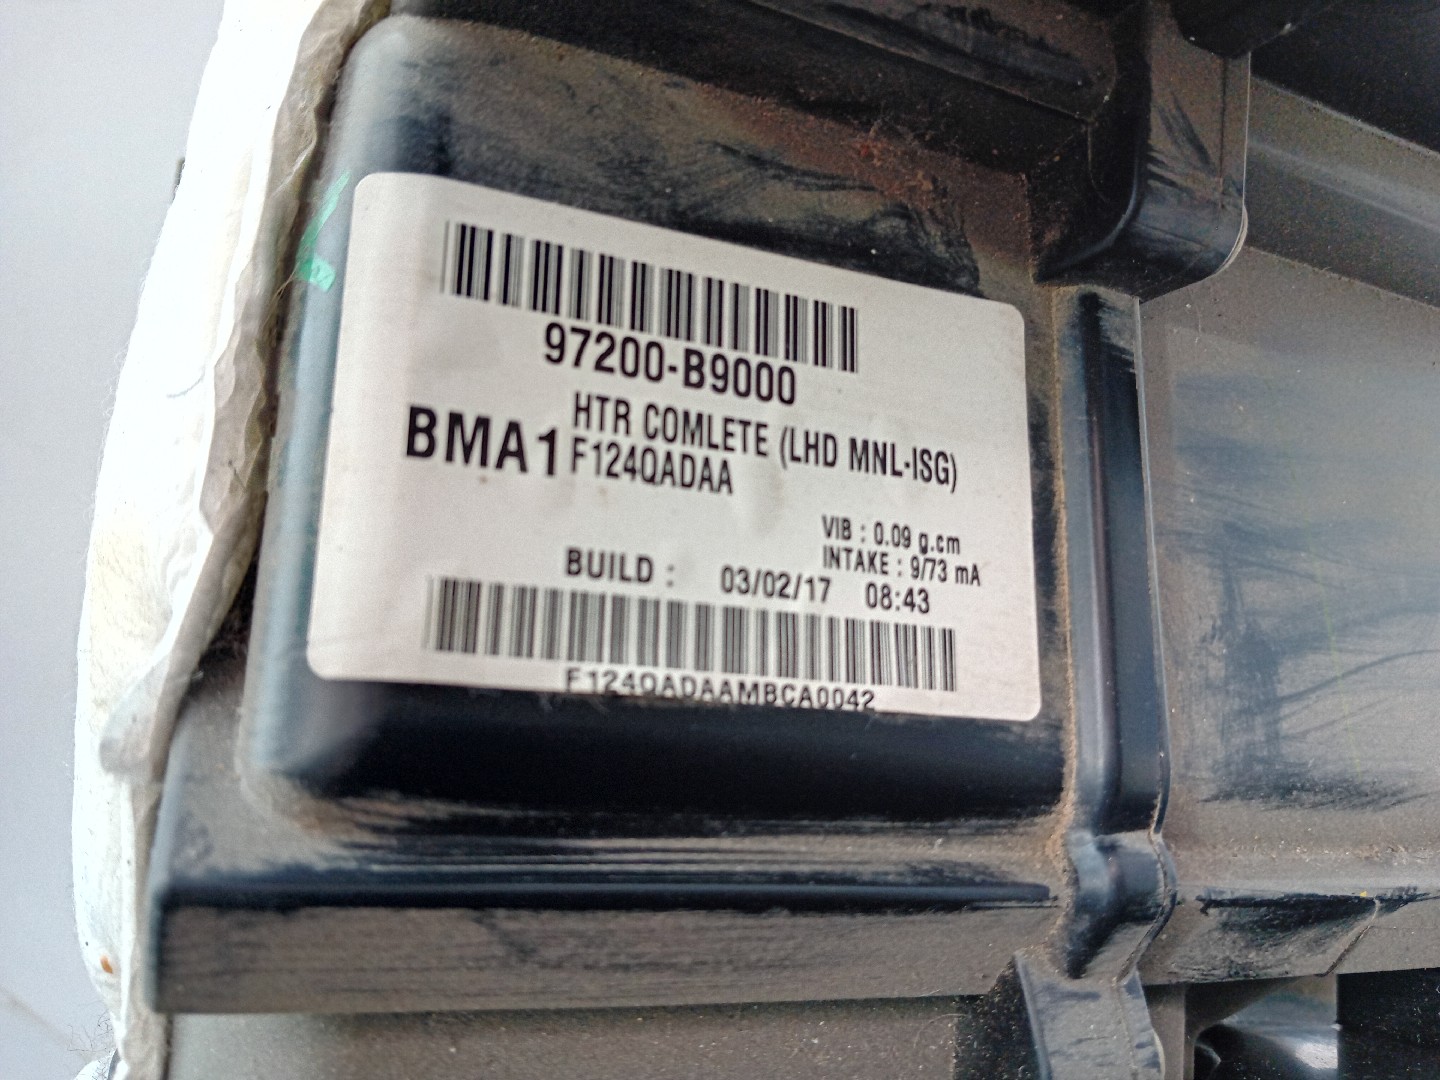 97200-B9000
HTR COMLETE (LHD MNL-ISG)
BMA1 F124QADAA
VIB : 0.09 g.cm
INTAKE : 9/73 mA
BUILD : 03/02/17 08:43
F124QADAAMBCA0042